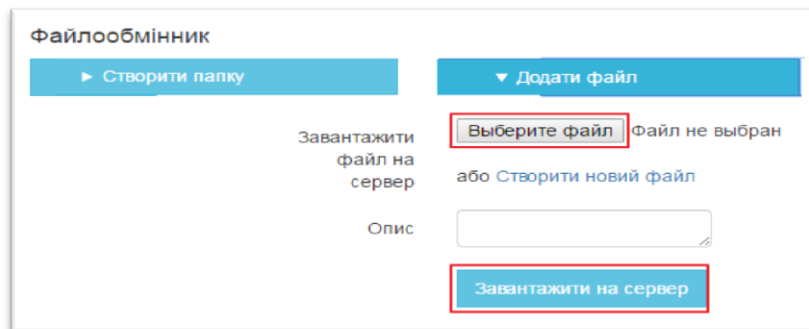 Файлообмінник
► Створити папку
▼ Додати файл
Завантажити
файл на
сервер
Выберите файл Файл не выбран
або Створити новий файл
Опис
Завантажити на сервер